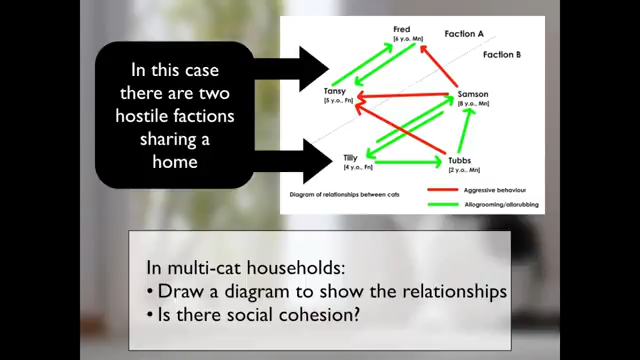 In this case
there are two
hostile factions
sharing a
home
Fred
[6 y.o. Mn]
Faction A
Faction B
Tansy
[5 y.o., Fn]
Samson
[8 y.o., Mn]
Tilly
[4 y.o., Fn]
Tubbs
[2 y.o., Mn]
Diagram of relationships between cats
Aggressive behaviour
Allogrooming/allorubbing
In multi-cat households:
• Draw a diagram to show the relationships
• Is there social cohesion?